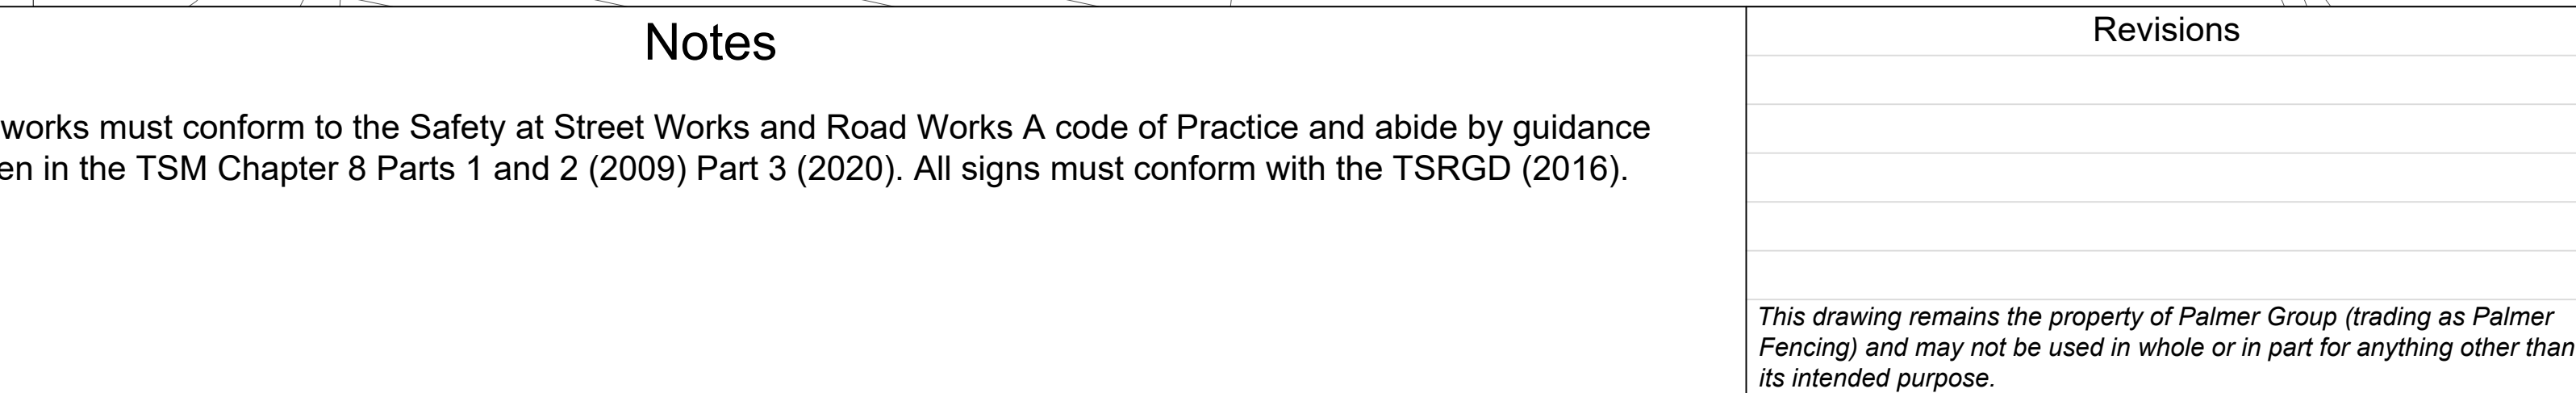 Notes
works must conform to the Safety at Street Works and Road Works A code of Practice and abide by guidance
en in the TSM Chapter 8 Parts 1 and 2 (2009) Part 3 (2020). All signs must conform with the TSRGD (2016).
Revisions
This drawing remains the property of Palmer Group (trading as Palmer
Fencing) and may not be used in whole or in part for anything other than
its intended purpose.